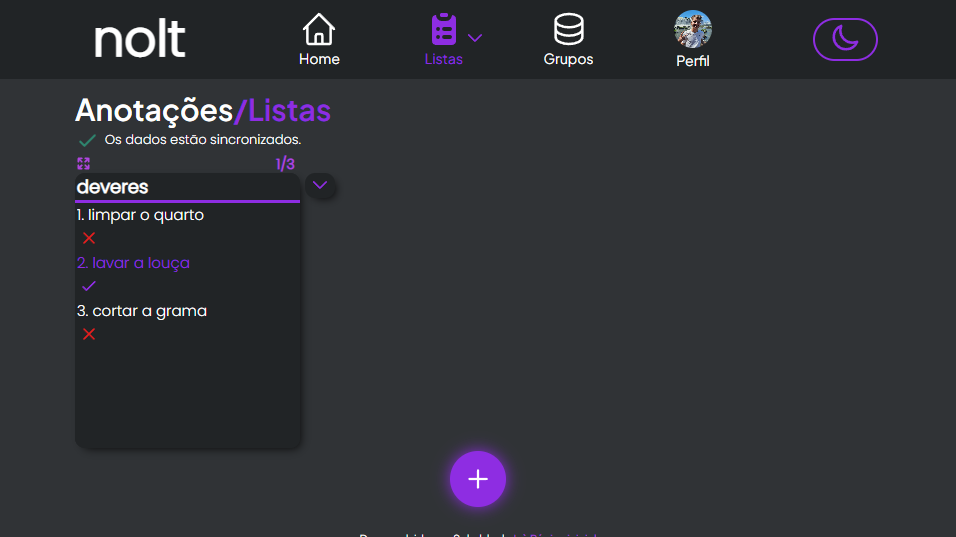 nolt
Home
Listas
Grupos
Perfil
Anotações/Listas
Os dados estão sincronizados.
1/3
deveres
1. limpar o quarto
2. lavar a louça
3. cortar a grama